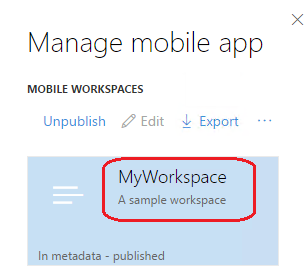 Manage mobile app
MOBILE WORKSPACES
Unpublish Edit Export ...
MyWorkspace
A sample workspace
In metadata - published